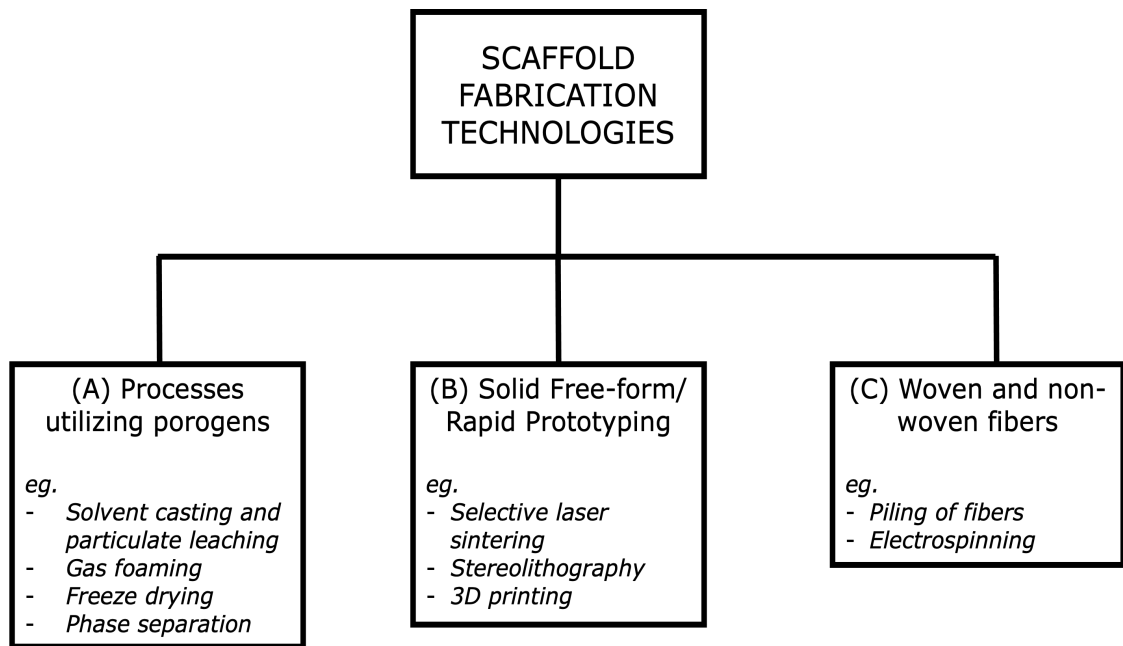 SCAFFOLD
FABRICATION
TECHNOLOGIES
(A) Processes
utilizing porogens
eg.
- Solvent casting and
particulate leaching
- Gas foaming
- Freeze drying
- Phase separation
(B) Solid Free-form/
Rapid Prototyping
eg.
- Selective laser
sintering
- Stereolithography
- 3D printing
(C) Woven and non-
woven fibers
eg.
- Piling of fibers
- Electrospinning